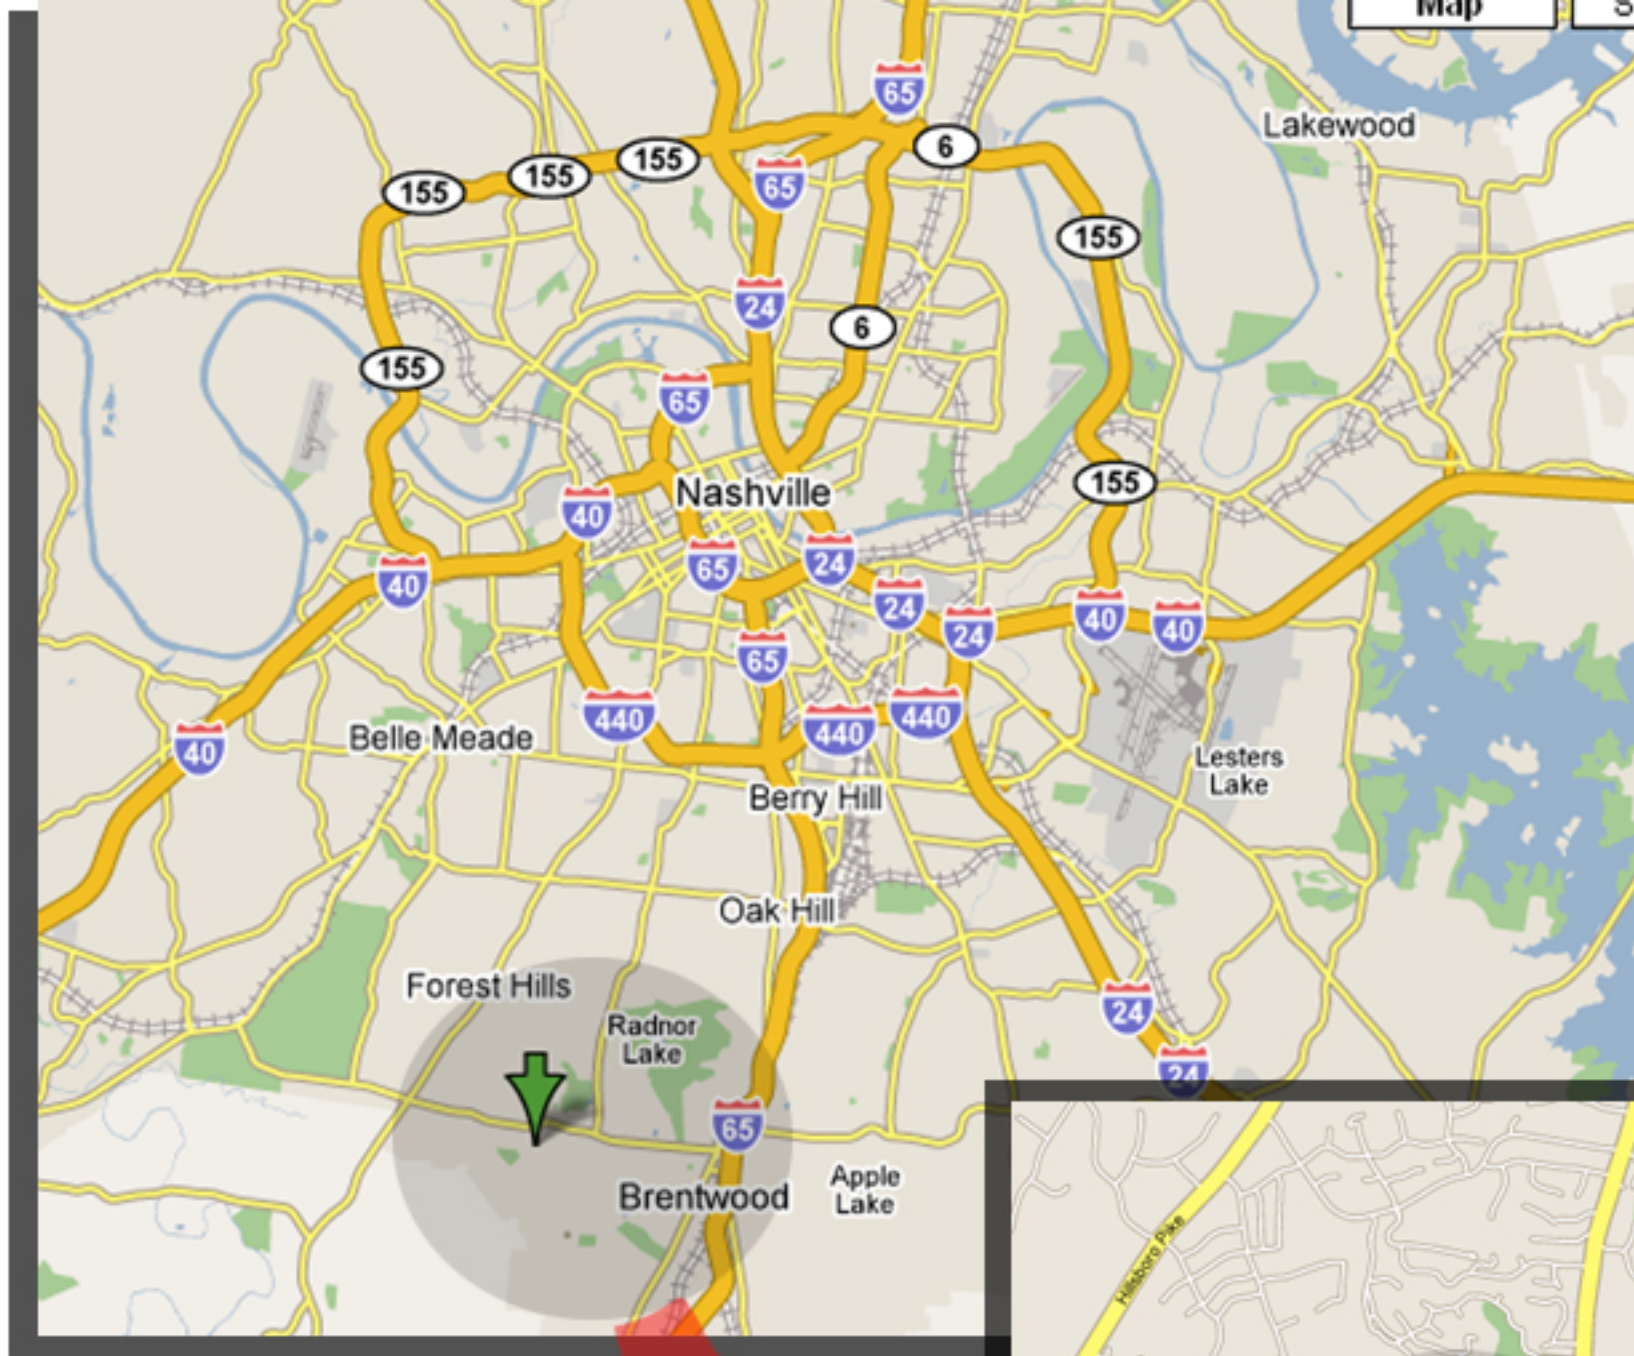 Map
S
65
Lakewood
6
155
155
155
65
155
24
6
155
65
Nashville
155
40
65
24
40
24
24
40
40
65
440
440
440
Belle Meade
40
Lesters
Lake
Berry Hill
Oak Hill
Forest Hills
24
Radnor
Lake
24
65
Apple
Lake
Brentwood
Hillsboro Pike